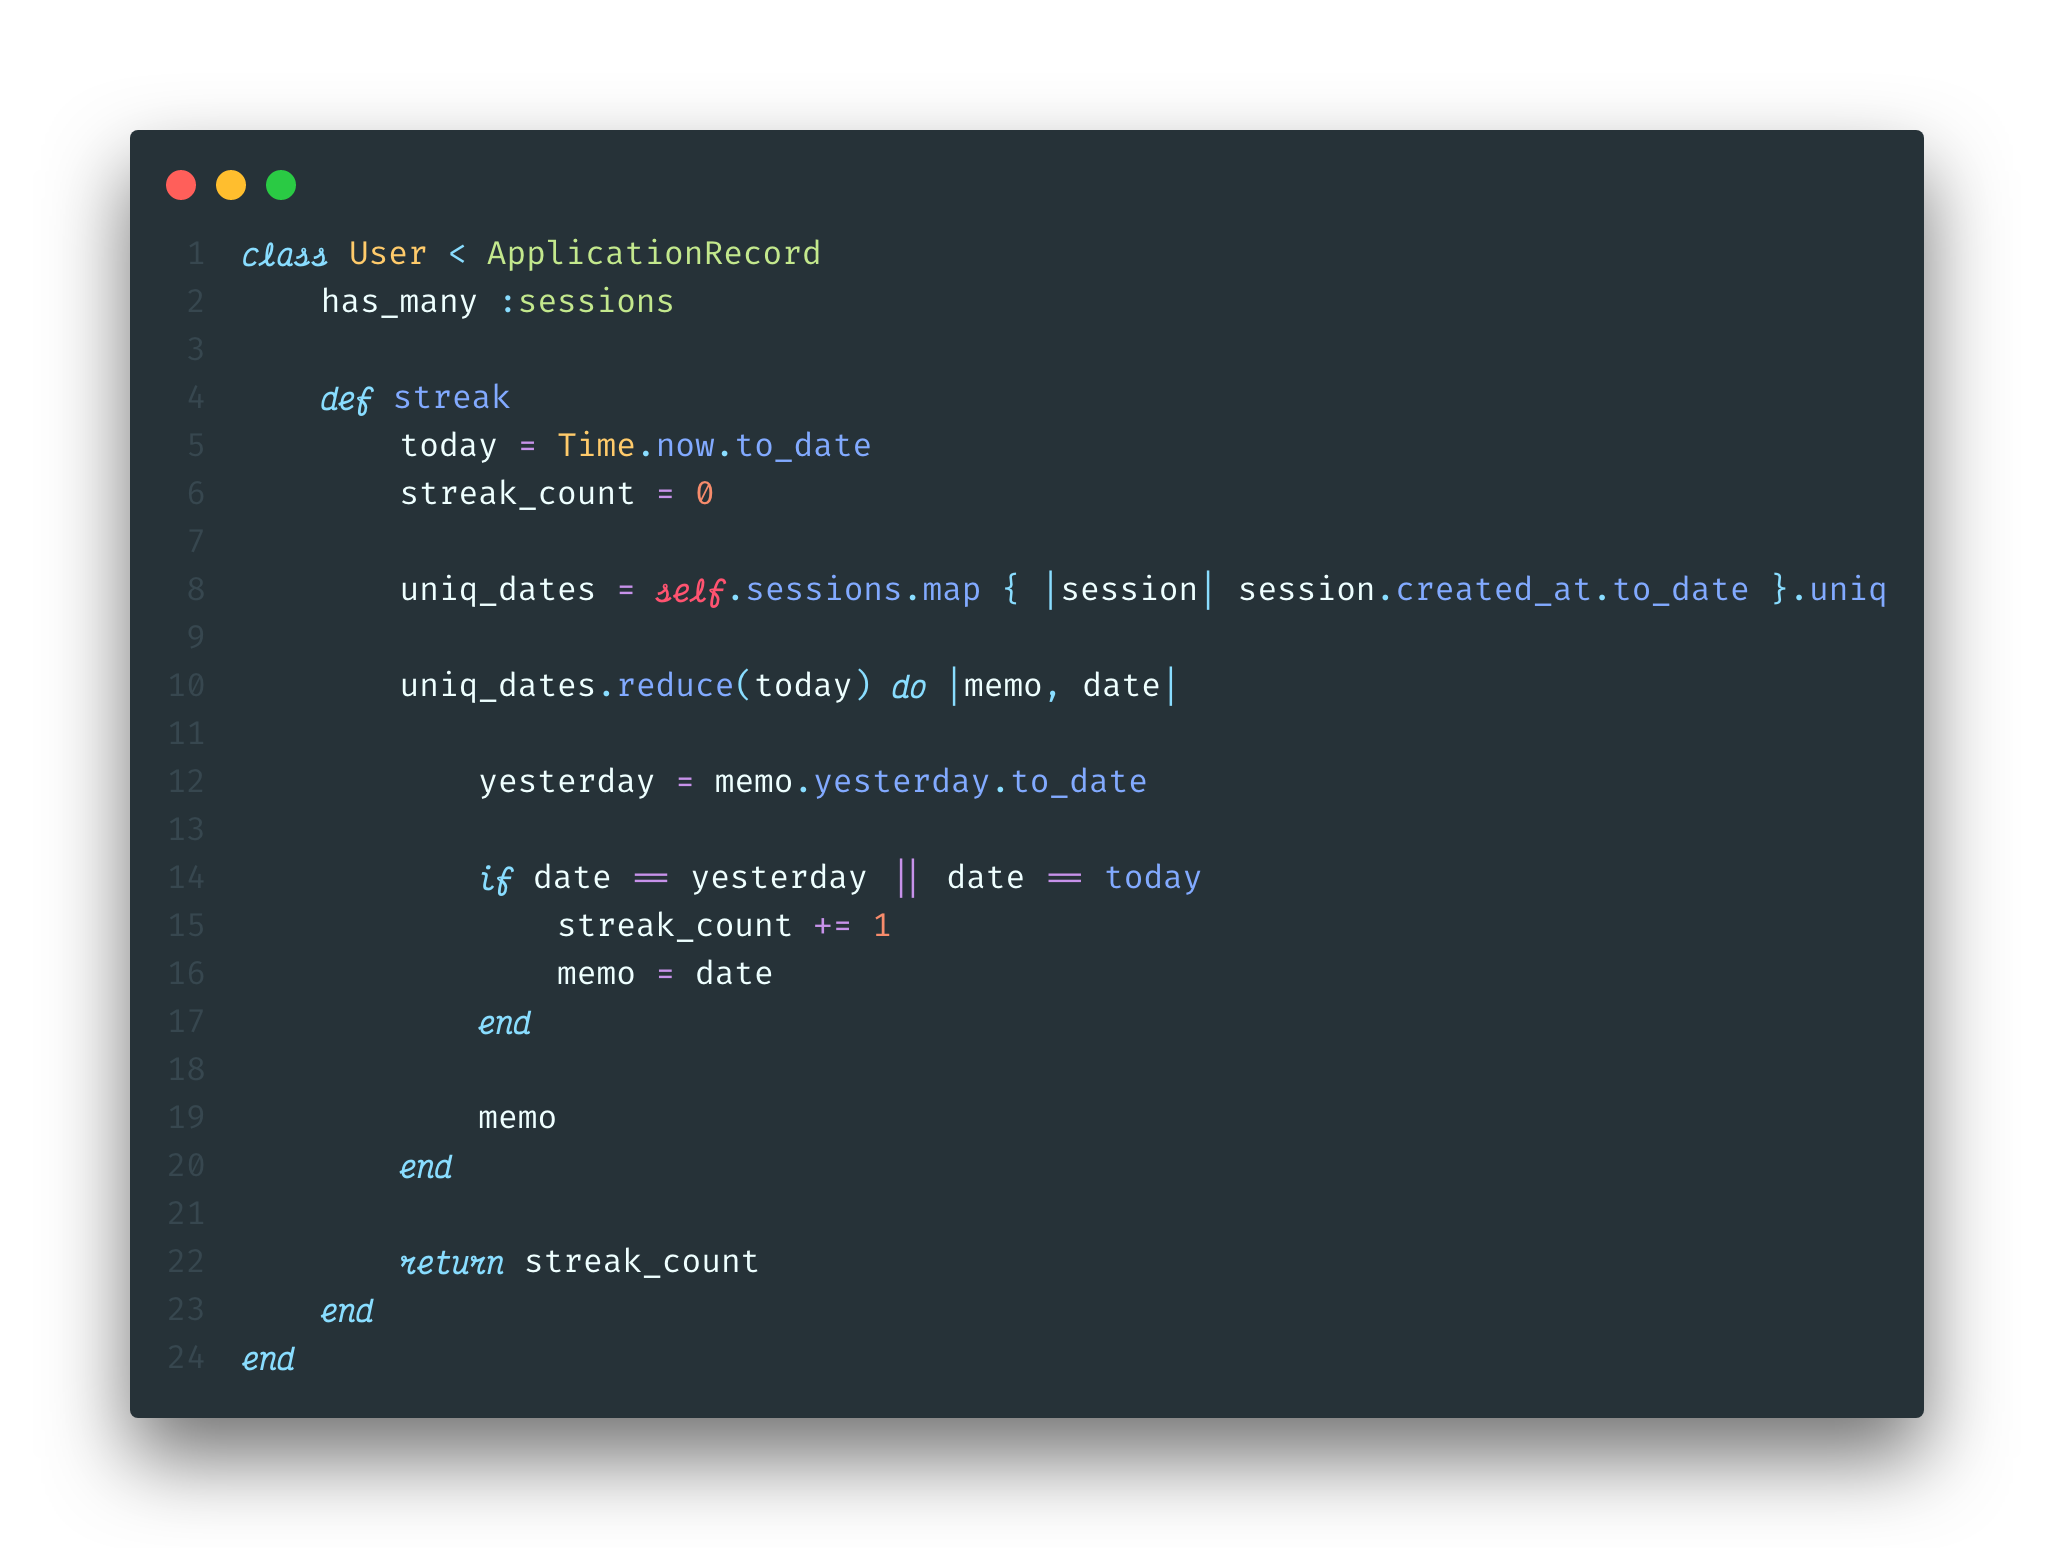 1 class User < ApplicationRecord
2     has_many :sessions
3
4     def streak
5         today = Time.now.to_date
6         streak_count = 0
7
8         uniq_dates = self.sessions.map { |session| session.created_at.to_date }.uniq
9
10         uniq_dates.reduce(today) do |memo, date|
11
12             yesterday = memo.yesterday.to_date
13
14             if date == yesterday || date == today
15                 streak_count += 1
16                 memo = date
17             end
18
19             memo
20         end
21
22         return streak_count
23     end
24 end